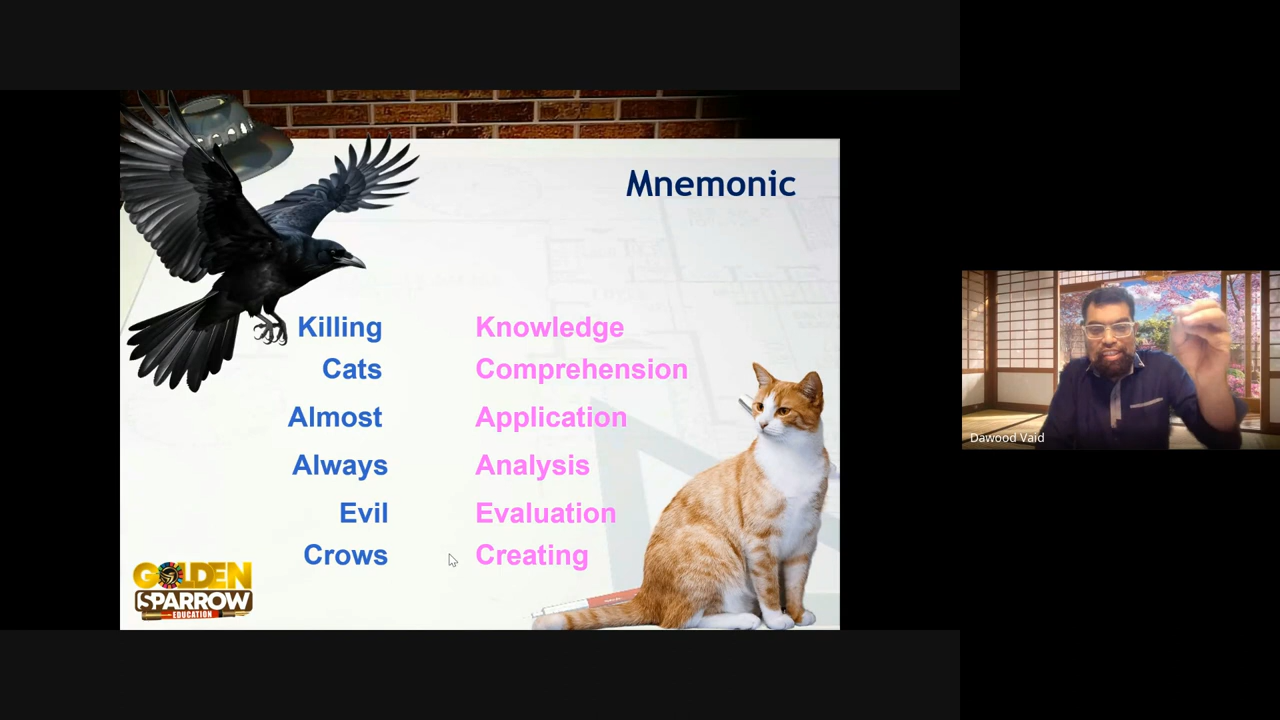 Mnemonic
Killing Knowledge
Cats Comprehension
Almost Application
Always Analysis
Evil Evaluation
Crows Creating
GOLDEN
SPARROW
EDUCATION
Dawood Vaid